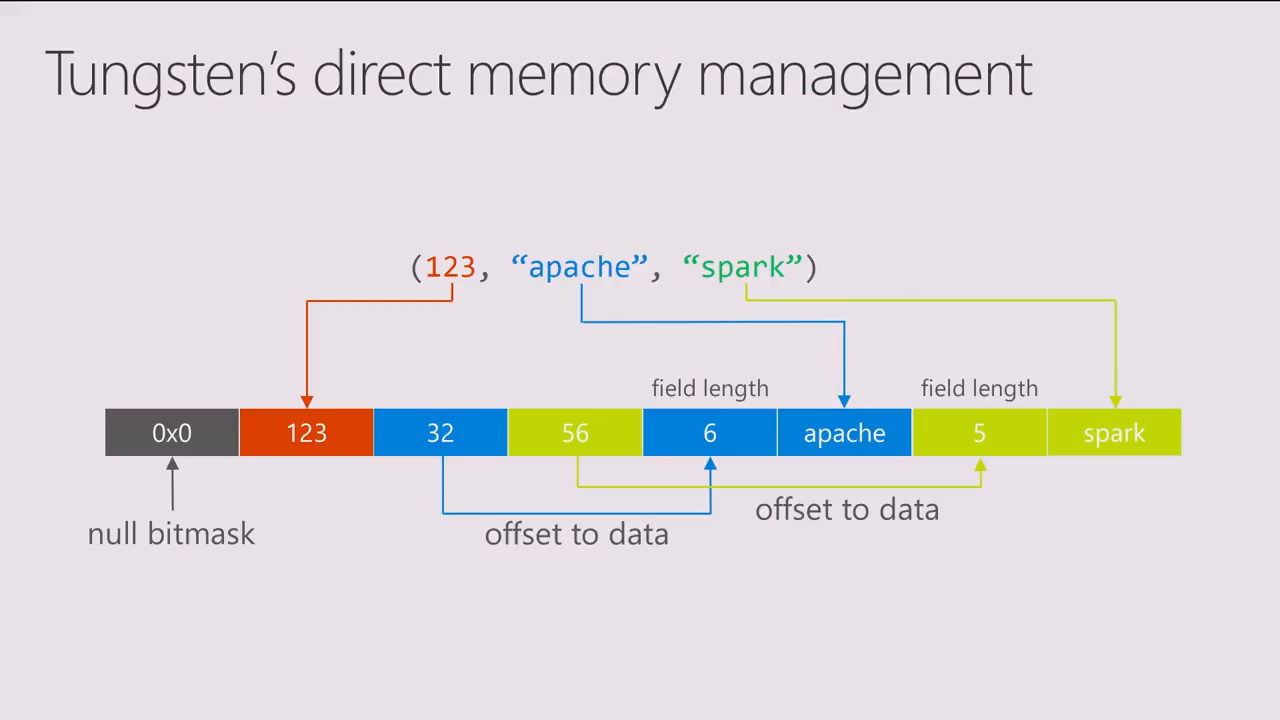 Tungsten’s direct memory management
(123, “apache”, “spark”)
field length field length
0x0 123 32 56 6 apache 5 spark
offset to data
null bitmask offset to data